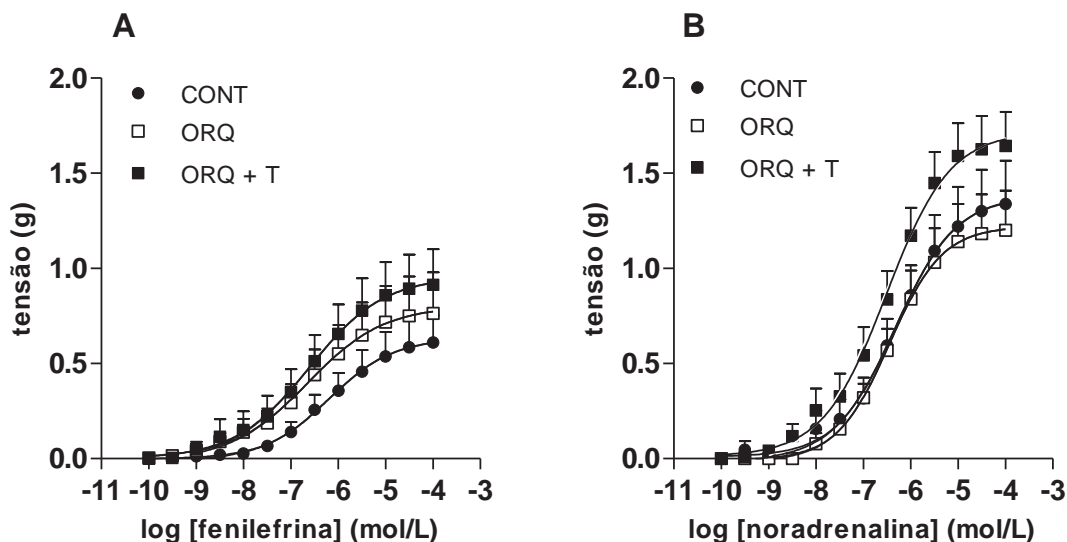 A
2.0
1.5
1.0
0.5
0.0
tensão (g)
CONT
ORQ
ORQ + T
-11 -10 -9 -8 -7 -6 -5 -4 -3
log [fenilefrina] (mol/L)
B
2.0
1.5
1.0
0.5
0.0
tensão (g)
CONT
ORQ
ORQ + T
-11 -10 -9 -8 -7 -6 -5 -4 -3
log [noradrenalina] (mol/L)